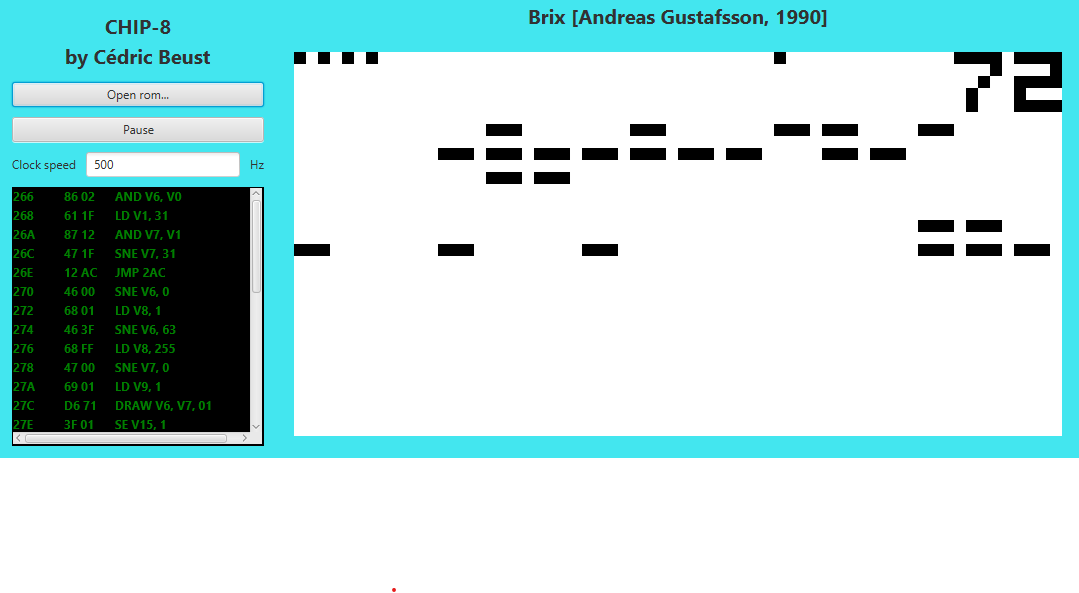 CHIP-8
by Cédric Beust
Open rom...
Pause
Clock speed 500 Hz
266 86 02 AND V6, V0
268 61 1F LD V1, 31
26A 87 12 AND V7, V1
26C 47 1F SNE V7, 31
26E 12 AC JMP 2AC
270 46 00 SNE V6, 0
272 68 01 LD V8, 1
274 46 3F SNE V6, 63
276 68 FF LD V8, 255
278 47 00 SNE V7, 0
27A 69 01 LD V9, 1
27C D6 71 DRAW V6, V7, 01
27E 3F 01 SE V15, 1
Brix [Andreas Gustafsson, 1990]
72